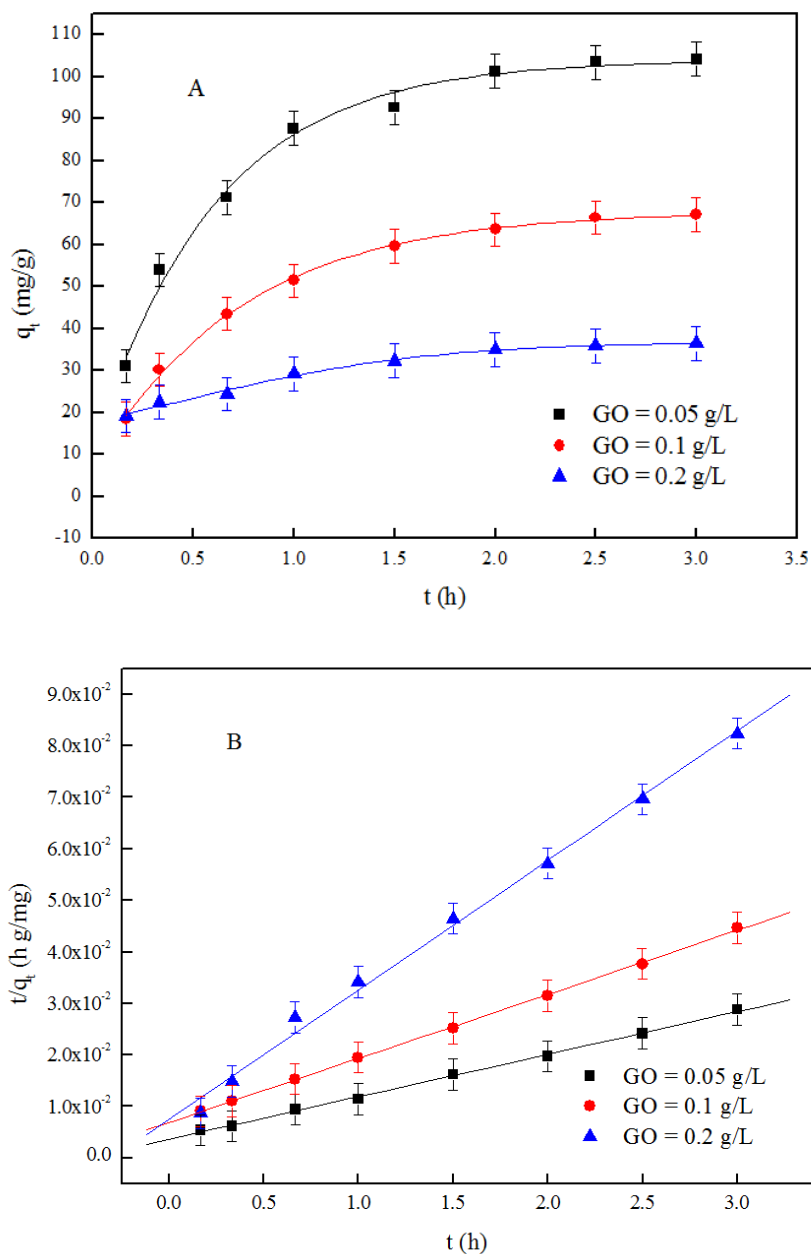 110
100
90
80
70
60
50
40
30
20
10
0
-10
qt (mg/g)
A
GO = 0.05 g/L
GO = 0.1 g/L
GO = 0.2 g/L
0.0 0.5 1.0 1.5 2.0 2.5 3.0 3.5
t (h)
9.0x10-2
8.0x10-2
7.0x10-2
6.0x10-2
5.0x10-2
4.0x10-2
3.0x10-2
2.0x10-2
1.0x10-2
0.0
t/qt (h g/mg)
B
GO = 0.05 g/L
GO = 0.1 g/L
GO = 0.2 g/L
0.0 0.5 1.0 1.5 2.0 2.5 3.0
t (h)